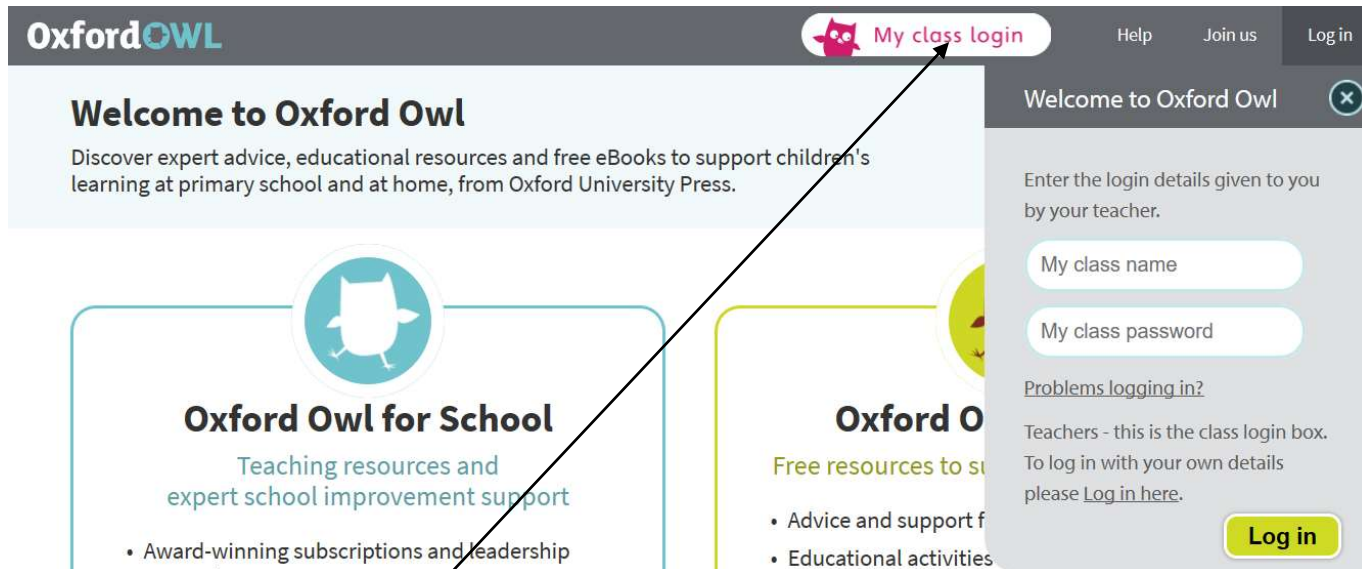 OxfordOWL
My class login
Help
Join us
Log in
Welcome to Oxford Owl
Discover expert advice, educational resources and free eBooks to support children's
learning at primary school and at home, from Oxford University Press.
Oxford Owl for School
Teaching resources and
expert school improvement support
• Award-winning subscriptions and leadership
Oxford O
Free resources to su
• Advice and support f
• Educational activities
Welcome to Oxford Owl
Enter the login details given to you
by your teacher.
My class name
My class password
Problems logging in?
Teachers - this is the class login box.
To log in with your own details
please Log in here.
Log in